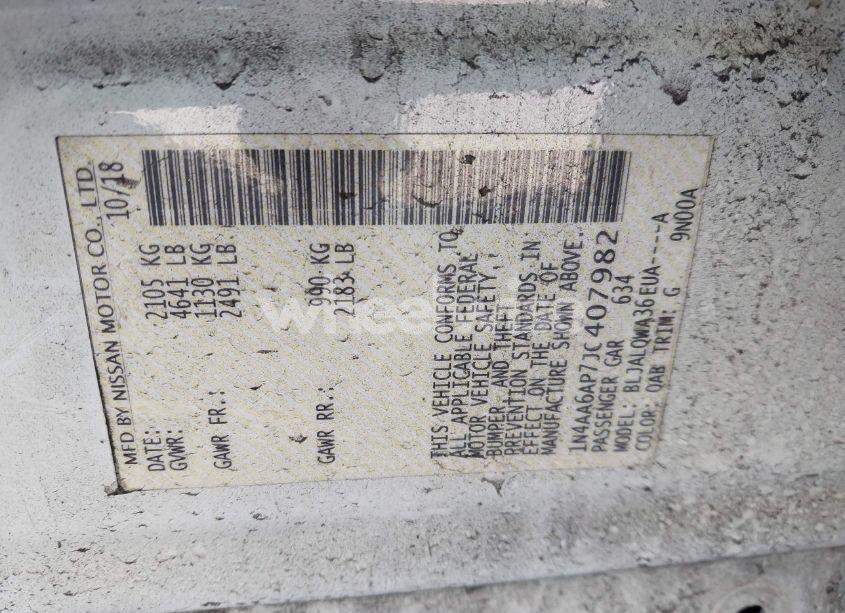 MFD BY NISSAN MOTOR CO., LTD.
DATE: 10/18
GVWR: 2105 KG
4641 LB
GAWR FR.: 1130 KG
2491 LB
GAWR RR.: 990 KG
2183 LB
THIS VEHICLE CONFORMS TO
ALL APPLICABLE FEDERAL
MOTOR VEHICLE SAFETY,
BUMPER, AND THEFT
PREVENTION STANDARDS IN
EFFECT ON THE DATE OF
MANUFACTURE SHOWN ABOVE.
1N4AA6AP7JC407982
PASSENGER CAR 634
MODEL: BLJALQWA36EUA----A
COLOR: QAB TRIM: G 9N00A